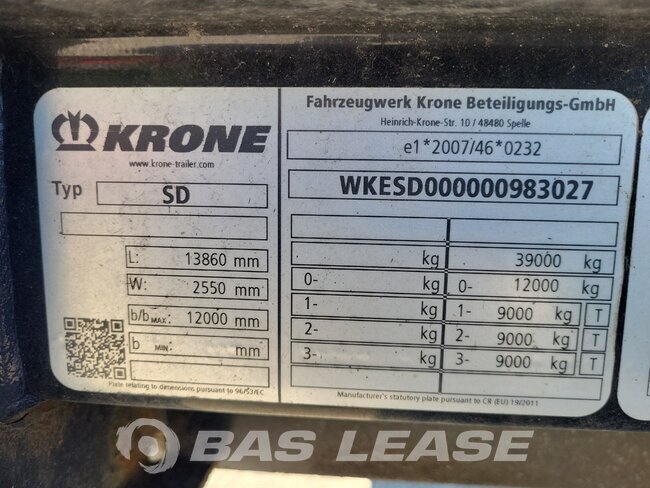 KRONE
www.krone-trailer.com
Typ SD
L: 13860 mm
W: 2550 mm
b/b MAX: 12000 mm
b MIN: mm
Plate relating to dimensions pursuant to 96/53/EC
Fahrzeugwerk Krone Beteiligungs-GmbH
Heinrich-Krone-Str. 10 / 48480 Spelle
e1*2007/46*0232
WKESD000000983027
kg 39000 kg
0- kg 0- 12000 kg
1- kg 1- 9000 kg T
2- kg 2- 9000 kg T
3- kg 3- 9000 kg T
Manufacturer's statutory plate pursuant to CR (EU) 19/2011
BAS LEASE